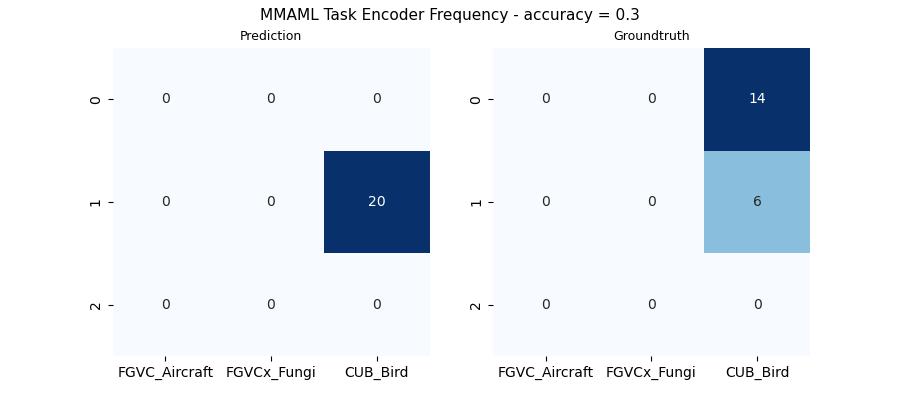 MMAML Task Encoder Frequency - accuracy = 0.3
Prediction
0 0 0 0
1 0 0 20
2 0 0 0
FGVC_Aircraft FGVCx_Fungi CUB_Bird
Groundtruth
0 0 0 14
1 0 0 6
2 0 0 0
FGVC_Aircraft FGVCx_Fungi CUB_Bird